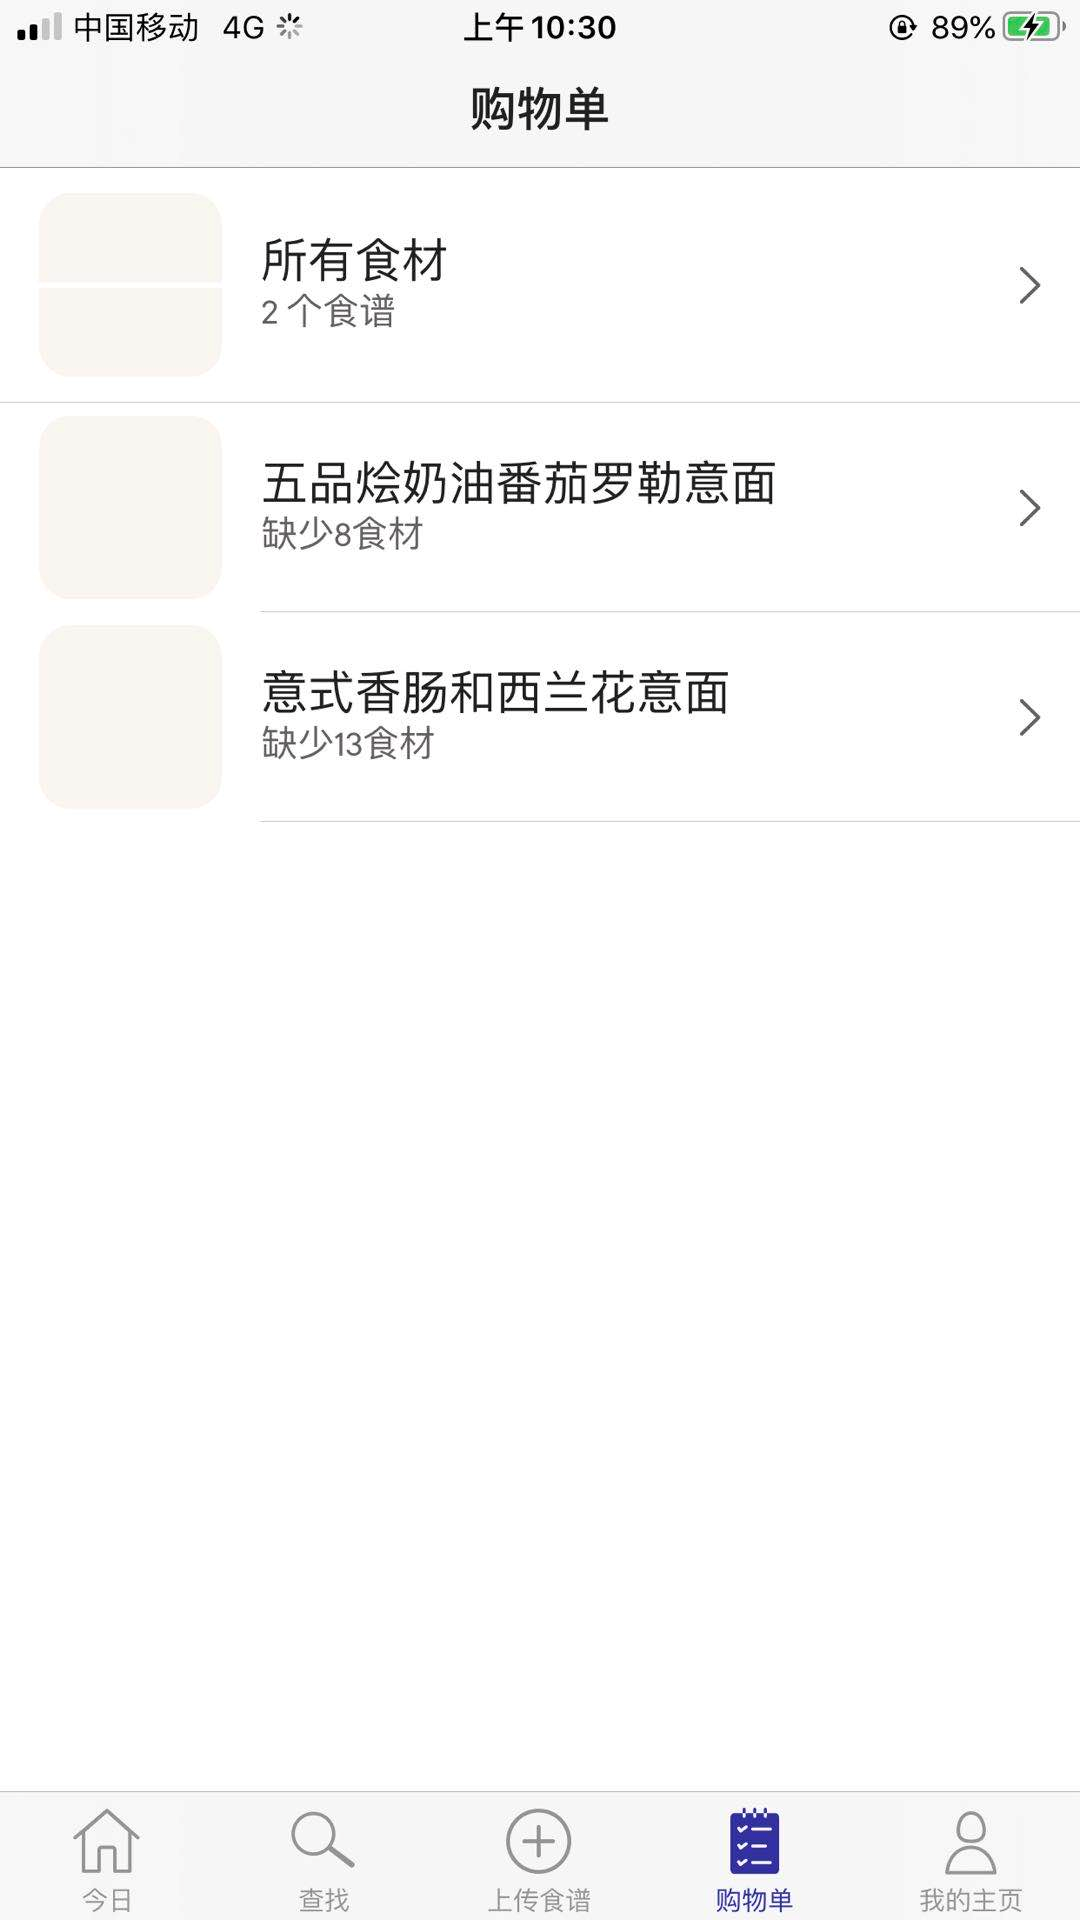 中国移动 4G 上午10:30 89%
购物单
所有食材
2 个食谱
五品烩奶油番茄罗勒意面
缺少8食材
意式香肠和西兰花意面
缺少13食材
今日 查找 上传食谱 购物单 我的主页